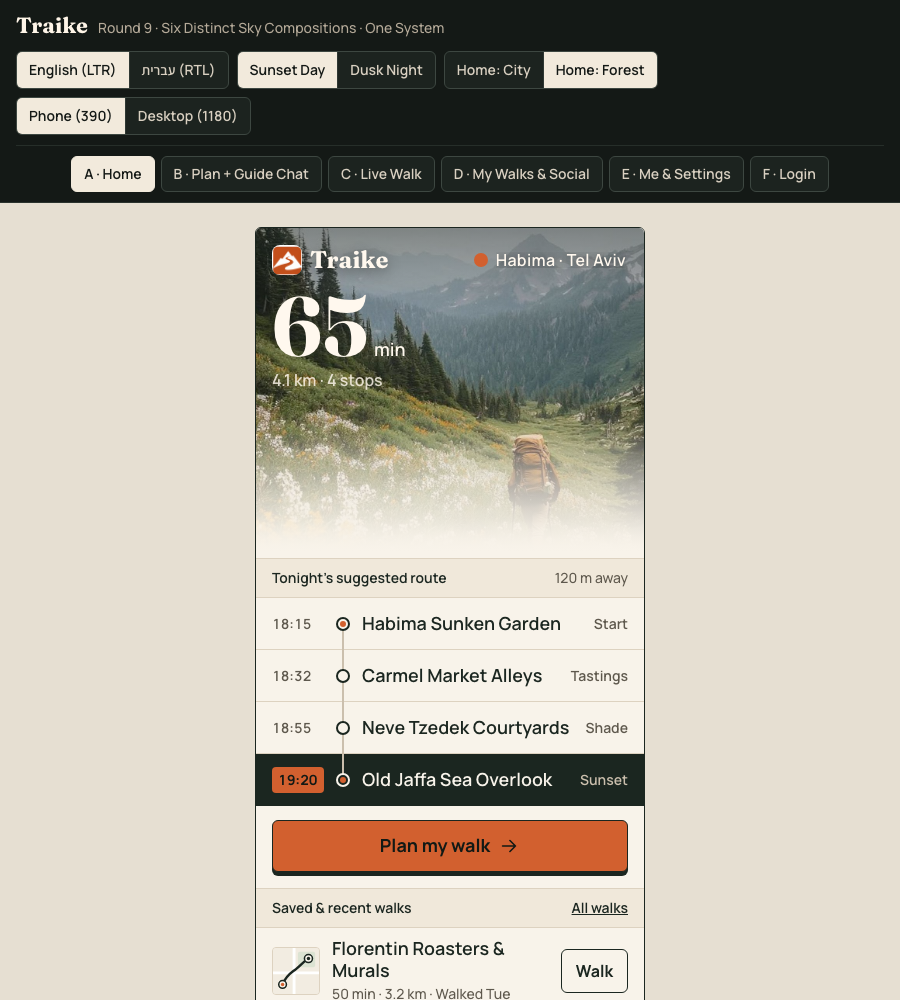 Traike Round 9 · Six Distinct Sky Compositions · One System
English (LTR) עברית (RTL) Sunset Day Dusk Night Home: City Home: Forest
Phone (390) Desktop (1180)
A · Home B · Plan + Guide Chat C · Live Walk D · My Walks & Social E · Me & Settings F · Login
Traike Habima · Tel Aviv
65 min
4.1 km · 4 stops
Tonight's suggested route 120 m away
18:15 Habima Sunken Garden Start
18:32 Carmel Market Alleys Tastings
18:55 Neve Tzedek Courtyards Shade
19:20 Old Jaffa Sea Overlook Sunset
Plan my walk →
Saved & recent walks All walks
Florentin Roasters &
Murals
Walk
50 min · 3.2 km · Walked Tue